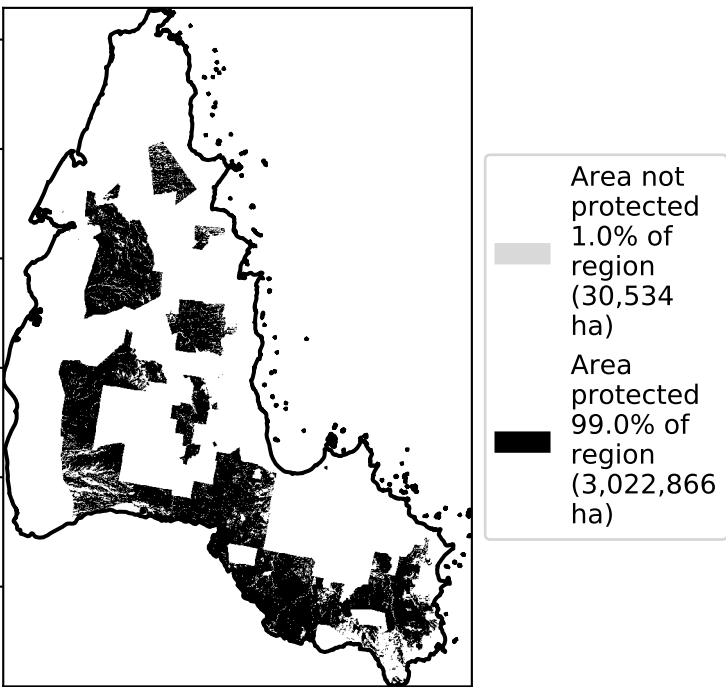 Area not
protected
1.0% of
region
(30,534
ha)
Area
protected
99.0% of
region
(3,022,866
ha)